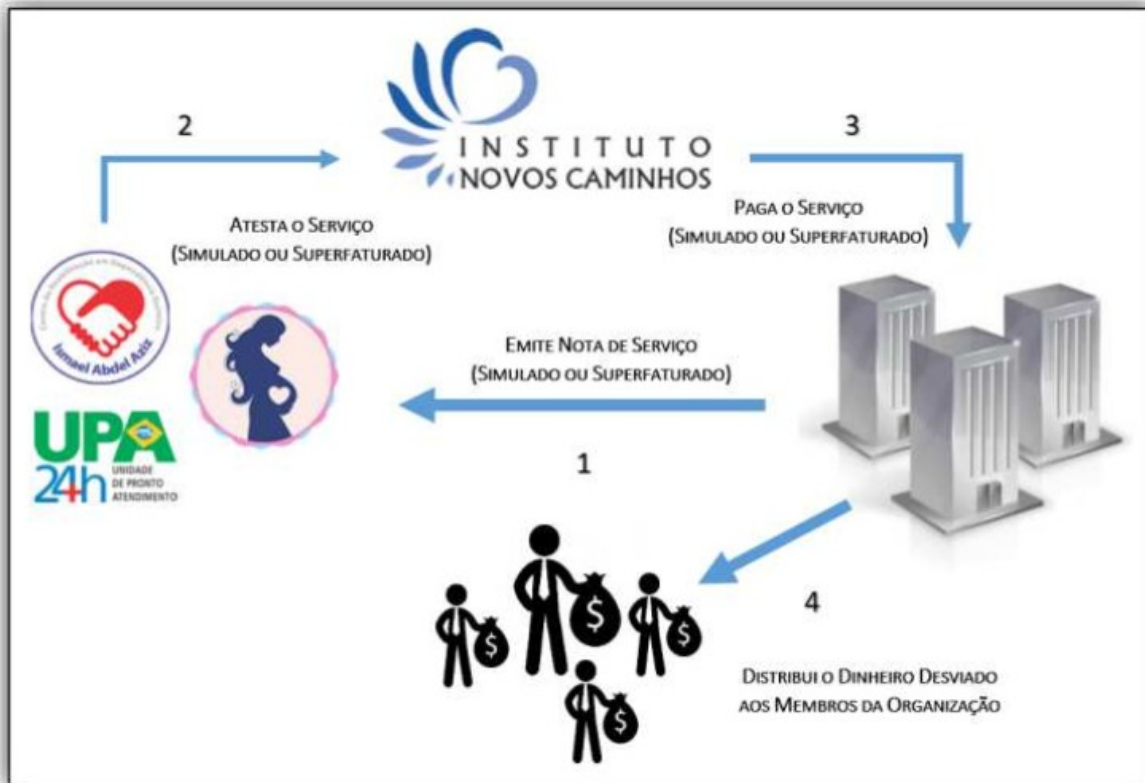 INSTITUTO
NOVOS CAMINHOS
2
3
ATESTA O SERVIÇO
(SIMULADO OU SUPERFATURADO)
PAGA O SERVIÇO
(SIMULADO OU SUPERFATURADO)
Ismael Abdel Aziz
EMITE NOTA DE SERVIÇO
(SIMULADO OU SUPERFATURADO)
UPA
24h
UNIDADE
DE PRONTO
ATENDIMENTO
1
$
$
$
$
4
DISTRIBUI O DINHEIRO DESVIADO
AOS MEMBROS DA ORGANIZAÇÃO